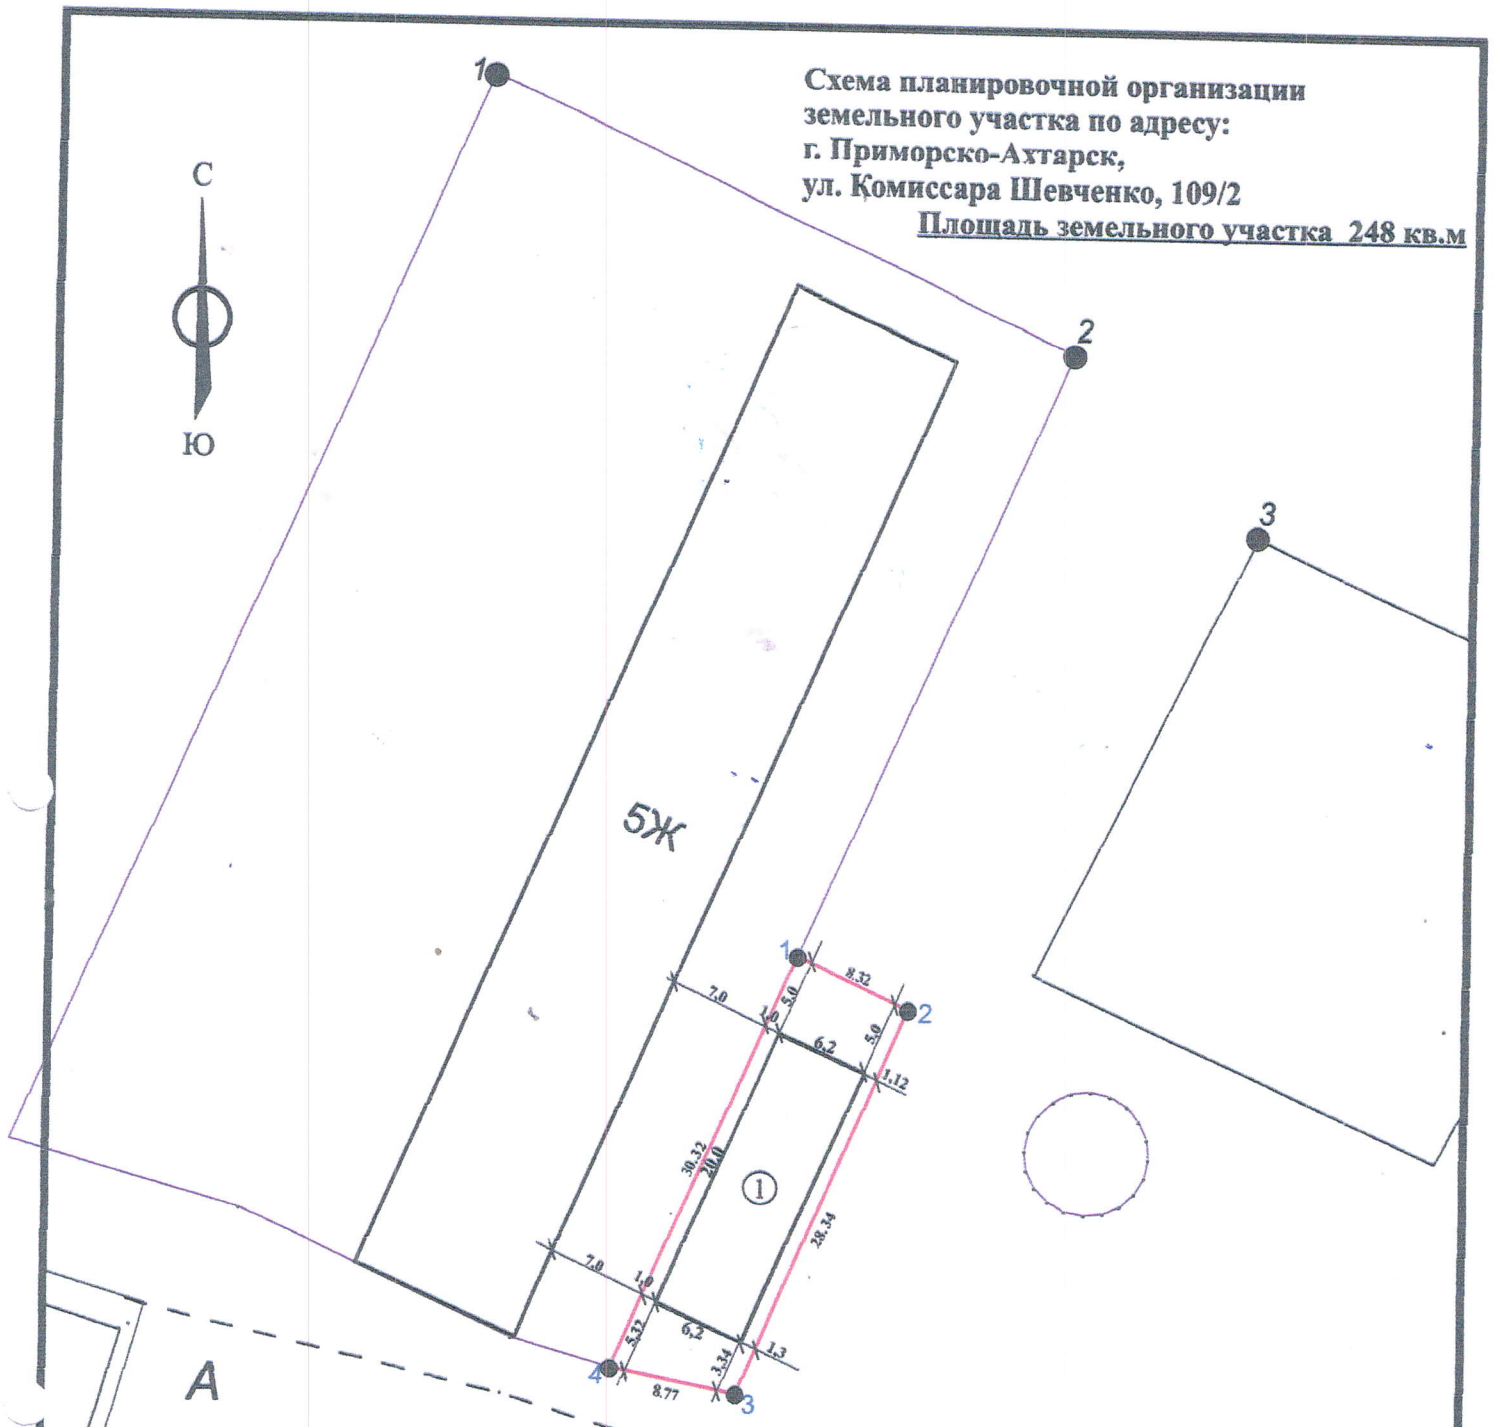 1
Схема планировочной организации
земельного участка по адресу:
г. Приморско-Ахтарск,
ул. Комиссара Шевченко, 109/2
Площадь земельного участка 248 кв.м
С
Ю
2
3
5Ж
1
8.32
2
7,0
1,0
5,0
5,0
6,2
1,12
30.32
20.0
1
28.34
7,0
1,0
5,32
6,2
3,34
1,3
4
8.77
3
А